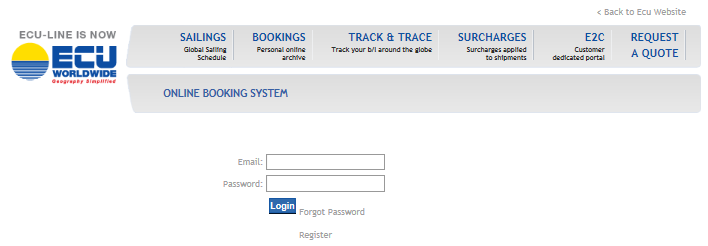 < Back to Ecu Website
ECU-LINE IS NOW
ECU
WORLDWIDE
Geography Simplified
SAILINGS
Global Sailing
Schedule
BOOKINGS
Personal online
archive
TRACK & TRACE
Track your b/l around the globe
SURCHARGES
Surcharges applied
to shipments
E2C
Customer
dedicated portal
REQUEST
A QUOTE
ONLINE BOOKING SYSTEM
Email:
Password:
Login Forgot Password
Register